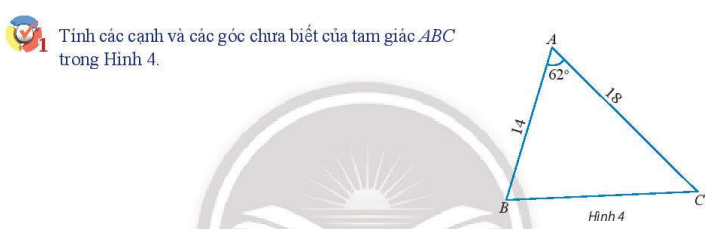 1 Tính các cạnh và các góc chưa biết của tam giác ABC
trong Hình 4.
A
62°
14
18
B
C
Hình 4